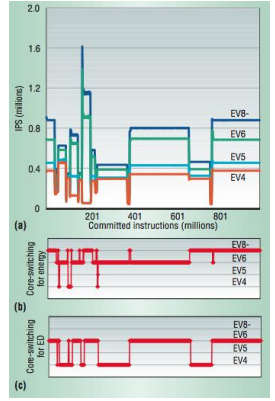 2.0
1.6
1.2
0.8
0.4
0
IPS (millions)
EV8-
EV6
EV5
EV4
201 401 601 801
Committed instructions (millions)
(a)
Core-switching
for energy
EV8-
EV6
EV5
EV4
(b)
Core-switching
for ED
EV8-
EV6
EV5
EV4
(c)